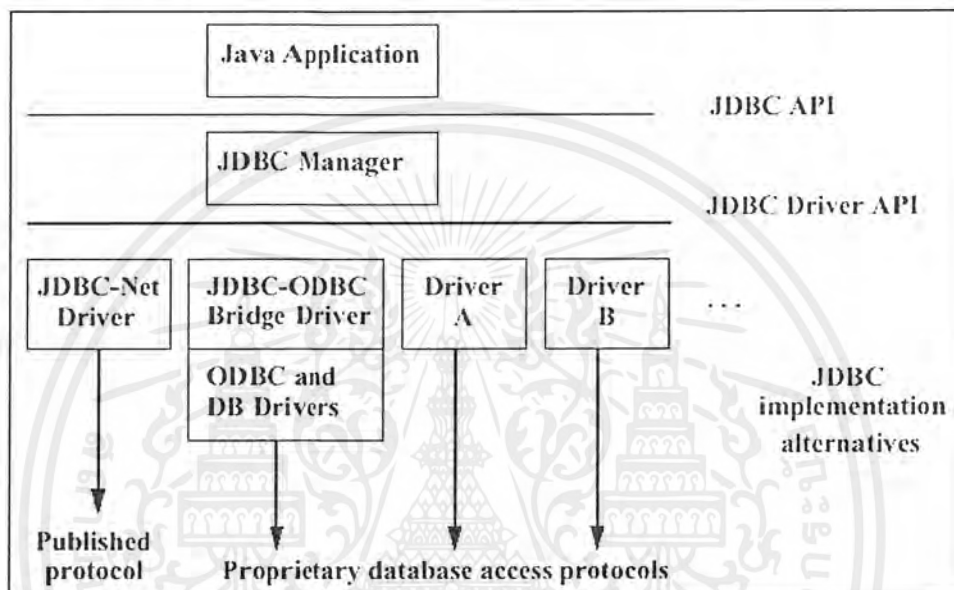 Java Application
JDBC API
JDBC Manager
JDBC Driver API
JDBC-Net
Driver
JDBC-ODBC
Bridge Driver
Driver
A
Driver
B
...
ODBC and
DB Drivers
JDBC
implementation
alternatives
Published
protocol
Proprietary database access protocols